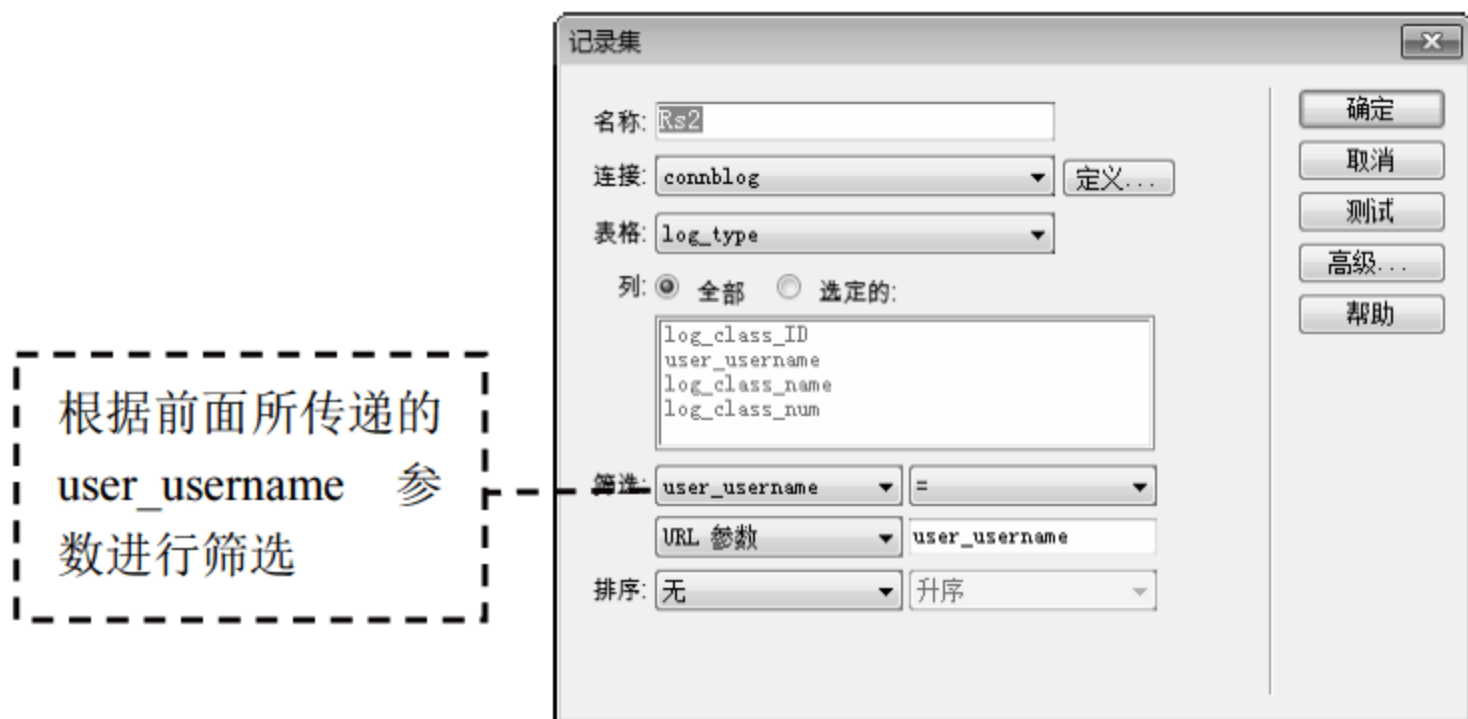 记录集
名称: Rs2
确定
取消
连接: connblog 定义...
测试
表格: log_type
高级...
列: 全部 选定的:
帮助
log_class_ID
user_username
log_class_name
log_class_num
根据前面所传递的
user_username 参
数进行筛选
筛选: user_username =
URL 参数 user_username
排序: 无 升序